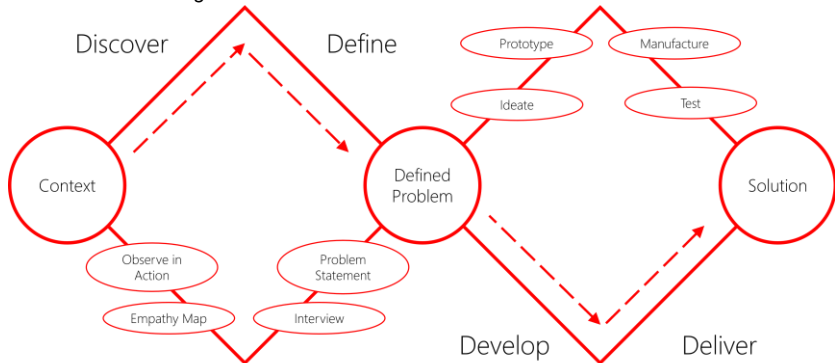 Discover
Define
Prototype
Manufacture
Ideate
Test
Context
Defined
Problem
Solution
Observe in
Action
Problem
Statement
Empathy Map
Interview
Develop
Deliver